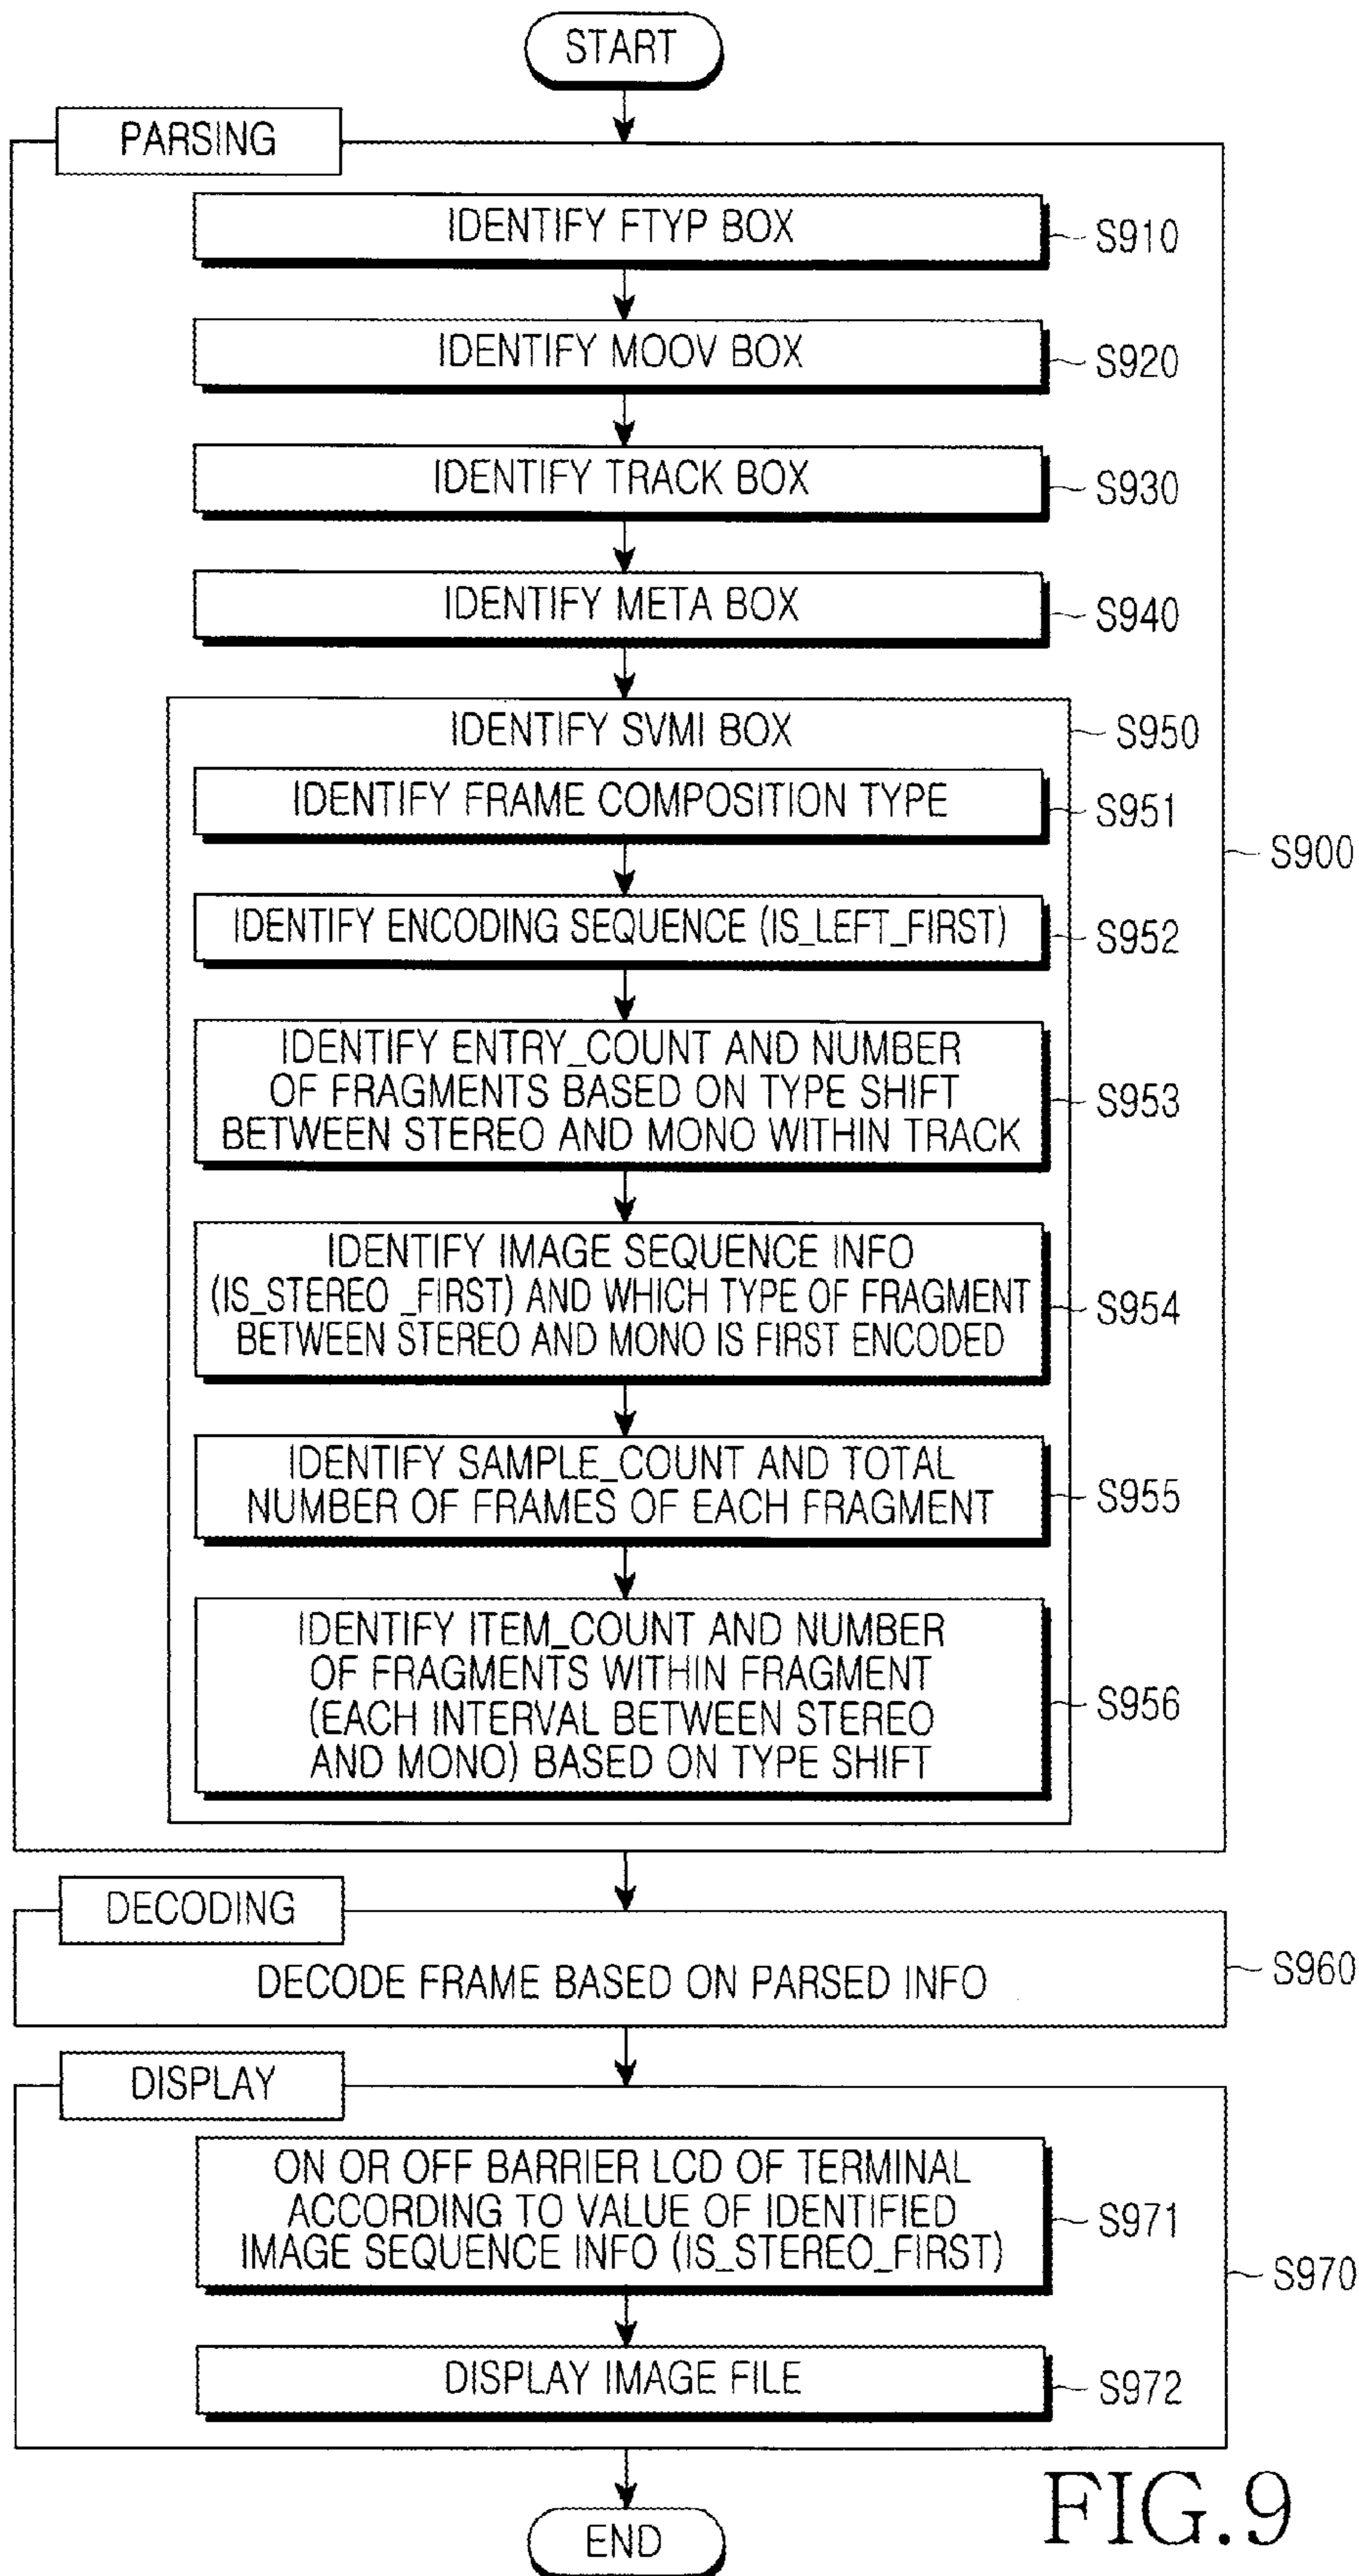 START
PARSING
IDENTIFY FTYP BOX
S910
IDENTIFY MOOV BOX
S920
IDENTIFY TRACK BOX
S930
IDENTIFY META BOX
S940
IDENTIFY SVMI BOX
S950
IDENTIFY FRAME COMPOSITION TYPE
S951
S900
IDENTIFY ENCODING SEQUENCE (IS_LEFT_FIRST)
S952
IDENTIFY ENTRY_COUNT AND NUMBER
OF FRAGMENTS BASED ON TYPE SHIFT
BETWEEN STEREO AND MONO WITHIN TRACK
S953
IDENTIFY IMAGE SEQUENCE INFO
(IS_STEREO _FIRST) AND WHICH TYPE OF FRAGMENT
BETWEEN STEREO AND MONO IS FIRST ENCODED
S954
IDENTIFY SAMPLE_COUNT AND TOTAL
NUMBER OF FRAMES OF EACH FRAGMENT
S955
IDENTIFY ITEM_COUNT AND NUMBER
OF FRAGMENTS WITHIN FRAGMENT
(EACH INTERVAL BETWEEN STEREO
AND MONO) BASED ON TYPE SHIFT
S956
DECODING
DECODE FRAME BASED ON PARSED INFO
S960
DISPLAY
ON OR OFF BARRIER LCD OF TERMINAL
ACCORDING TO VALUE OF IDENTIFIED
IMAGE SEQUENCE INFO (IS_STEREO_FIRST)
S971
S970
DISPLAY IMAGE FILE
S972
END
FIG.9